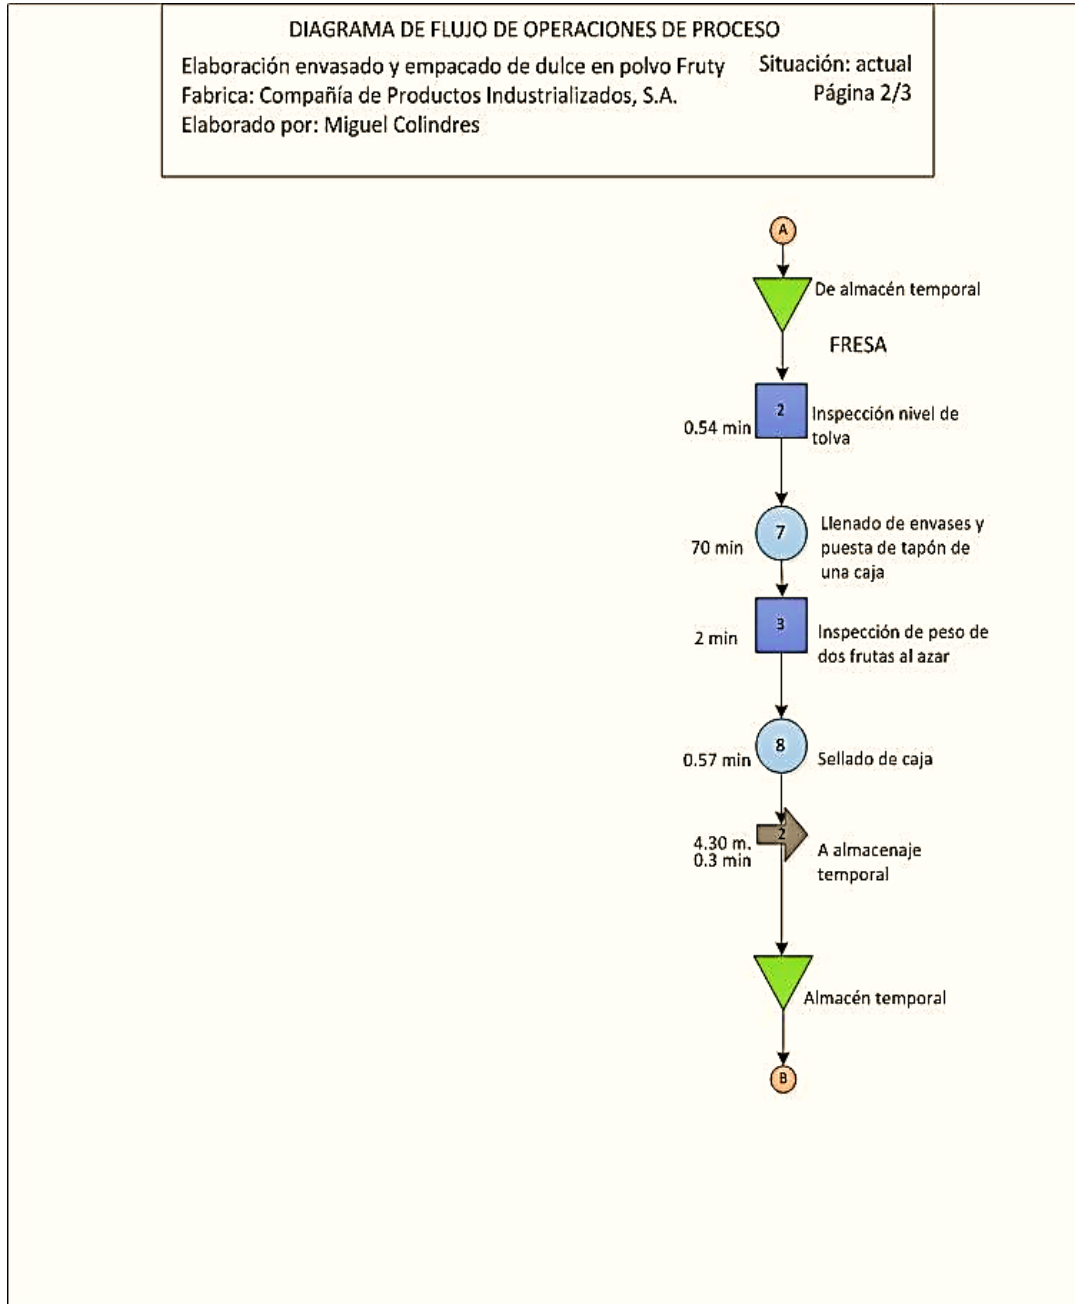 DIAGRAMA DE FLUJO DE OPERACIONES DE PROCESO
Elaboración envasado y empacado de dulce en polvo Fruty
Situación: actual
Fabrica: Compañía de Productos Industrializados, S.A.
Página 2/3
Elaborado por: Miguel Colindres
A
De almacén temporal
FRESA
2
0.54 min
Inspección nivel de
tolva
7
70 min
Llenado de envases y
puesta de tapón de
una caja
3
2 min
Inspección de peso de
dos frutas al azar
8
0.57 min
Sellado de caja
2
4.30 m.
0.3 min
A almacenaje
temporal
Almacén temporal
B